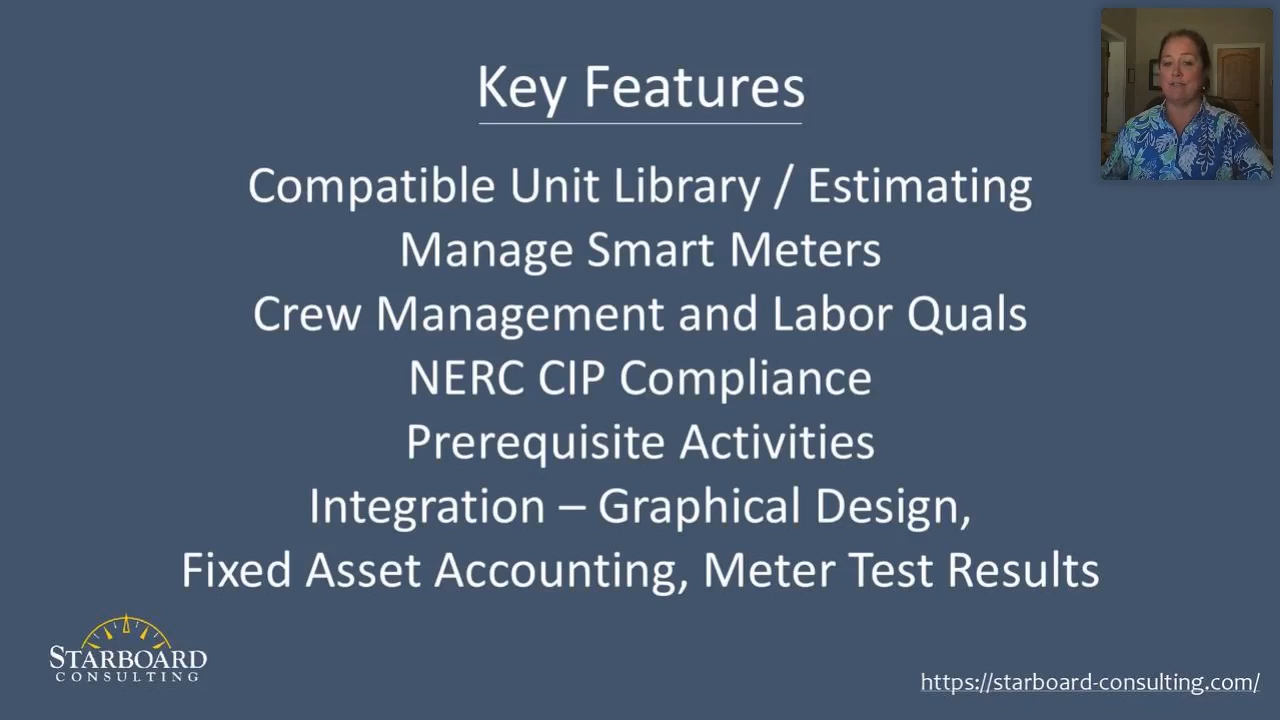 Key Features
Compatible Unit Library / Estimating
Manage Smart Meters
Crew Management and Labor Quals
NERC CIP Compliance
Prerequisite Activities
Integration – Graphical Design,
Fixed Asset Accounting, Meter Test Results
STARBOARD
CONSULTING
https://starboard-consulting.com/